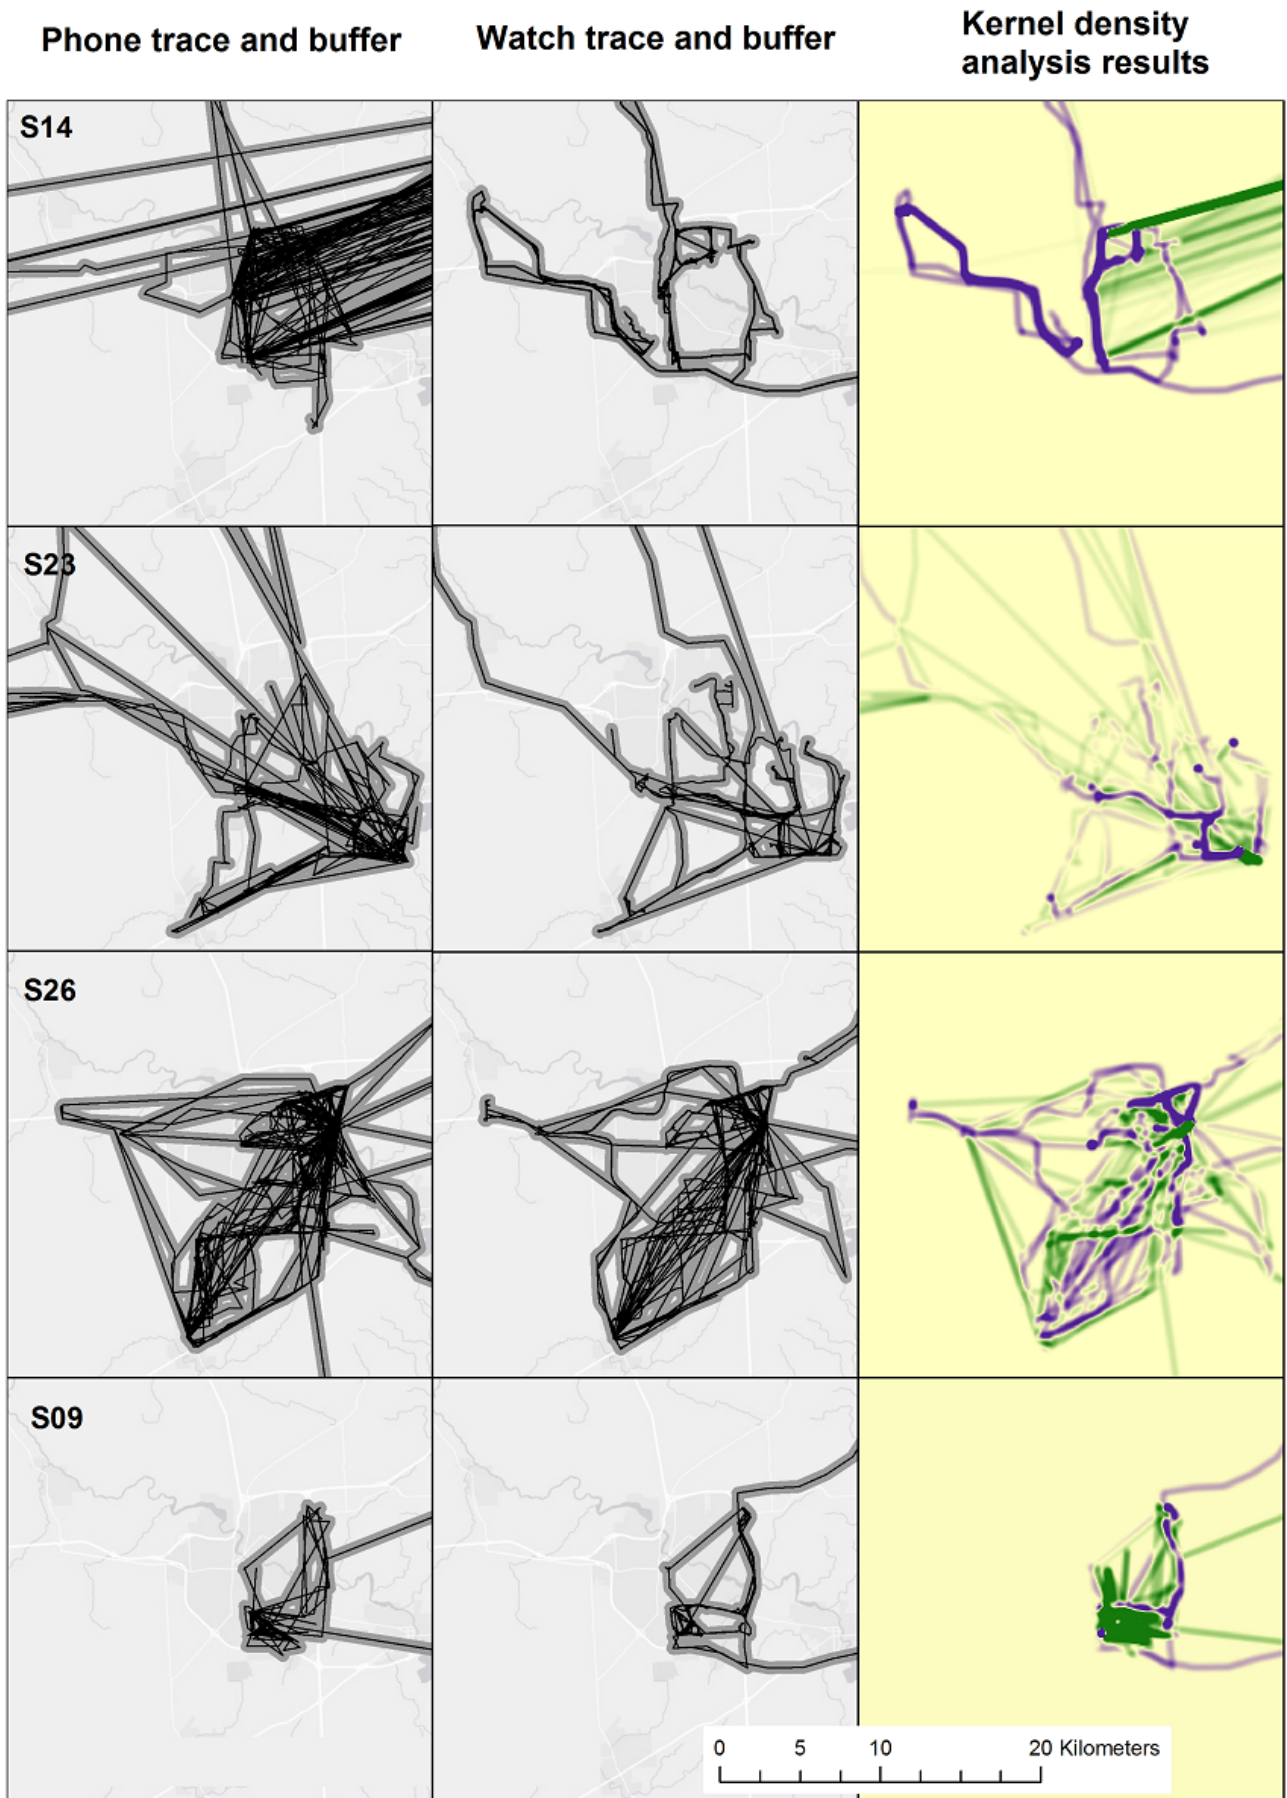 Phone trace and buffer
Watch trace and buffer
Kernel density
analysis results
S14
S23
S26
S09
0 5 10 20 Kilometers